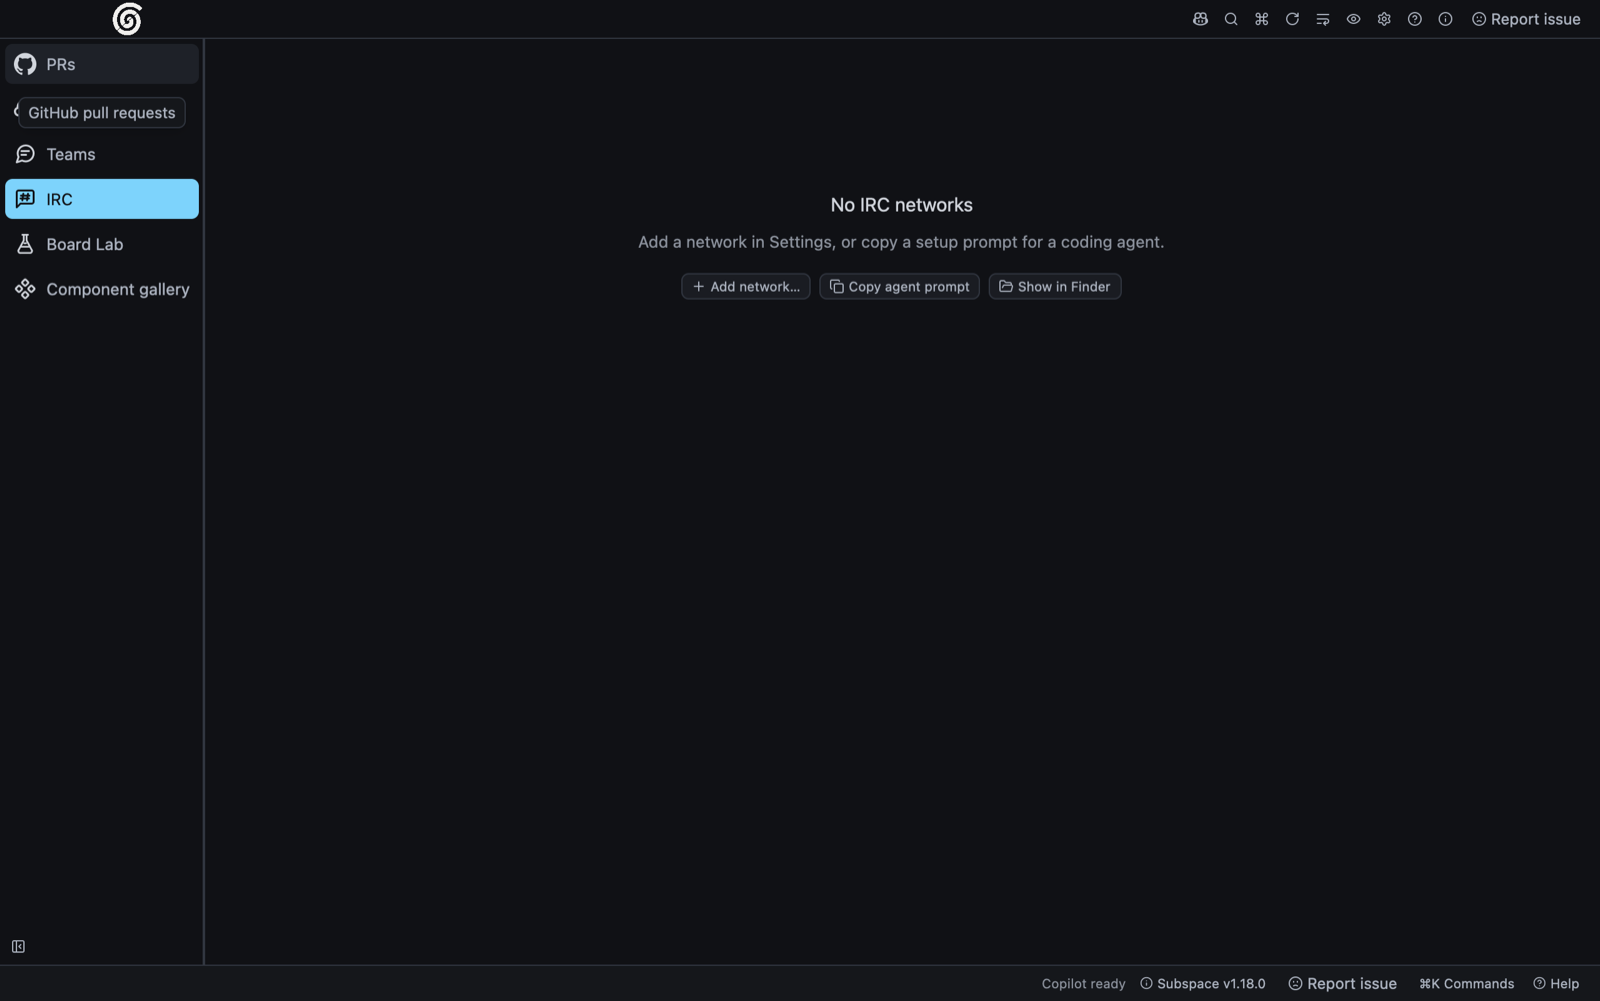 Report issue
PRs
GitHub pull requests
Teams
IRC
Board Lab
Component gallery
No IRC networks
Add a network in Settings, or copy a setup prompt for a coding agent.
Add network...
Copy agent prompt
Show in Finder
Copilot ready
Subspace v1.18.0
Report issue
⌘K Commands
Help